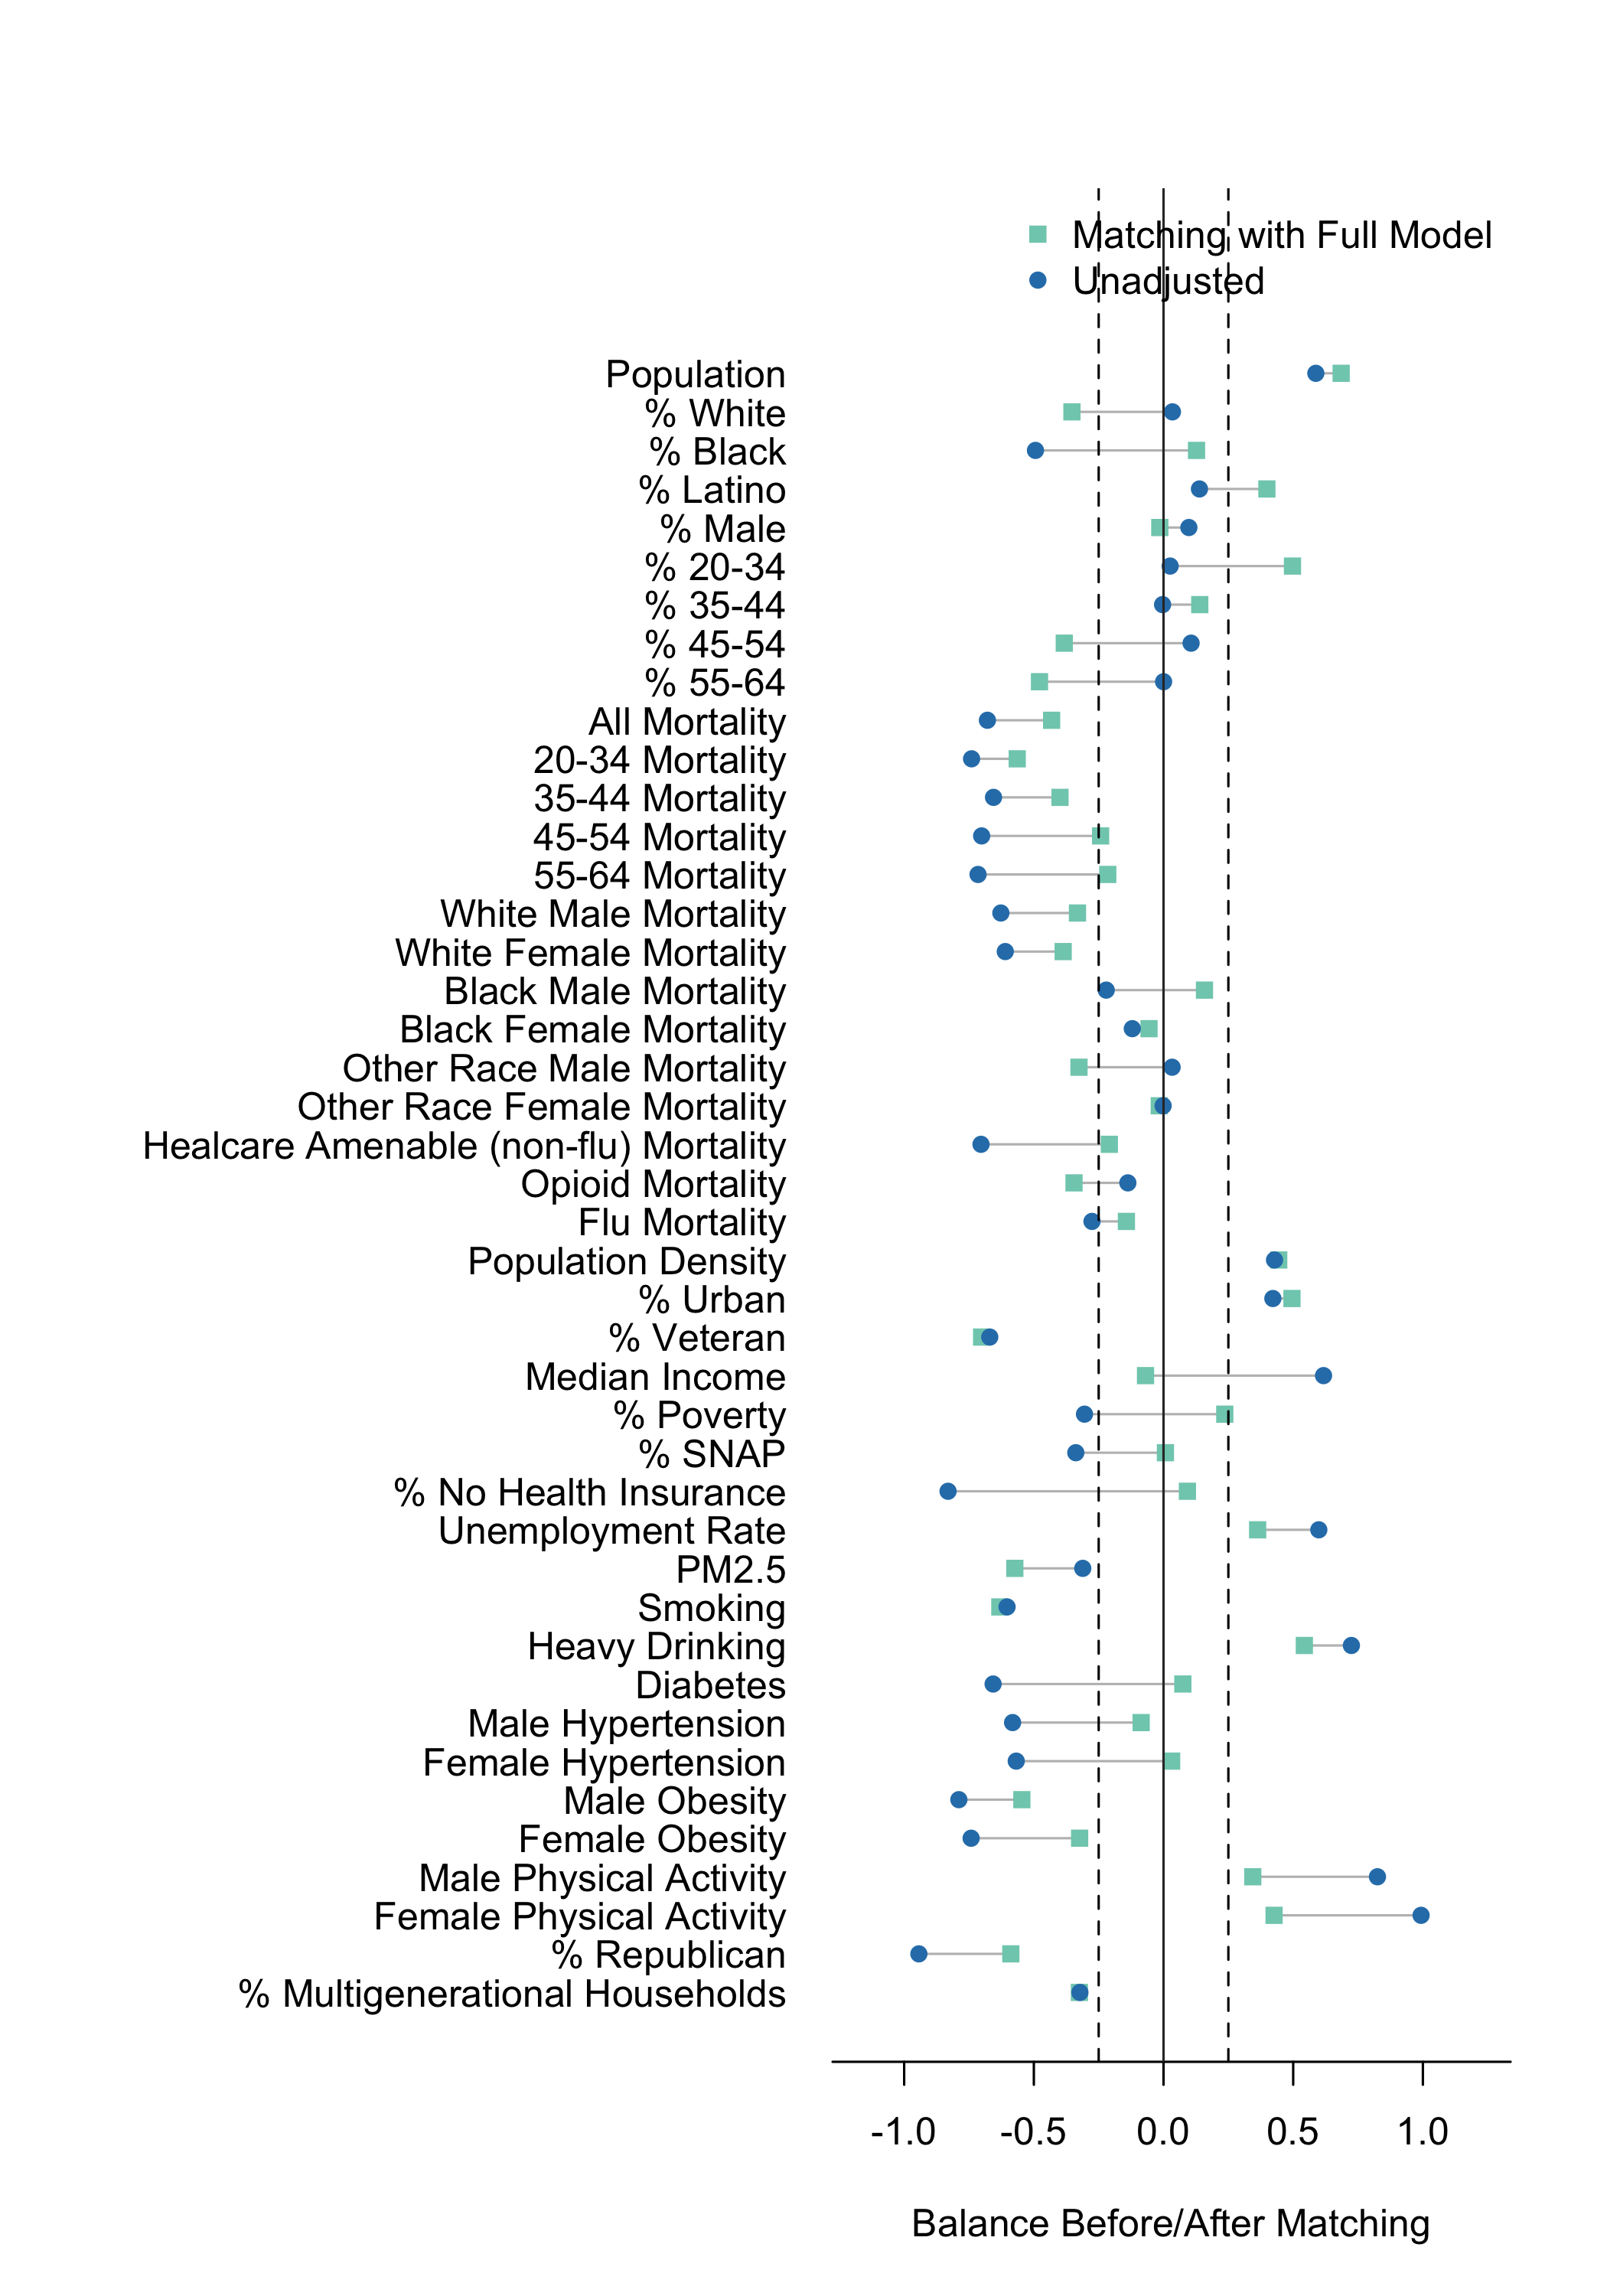 Matching with Full Model
Unadjusted
Population
% White
% Black
% Latino
% Male
% 20-34
% 35-44
% 45-54
% 55-64
All Mortality
20-34 Mortality
35-44 Mortality
45-54 Mortality
55-64 Mortality
White Male Mortality
White Female Mortality
Black Male Mortality
Black Female Mortality
Other Race Male Mortality
Other Race Female Mortality
Healcare Amenable (non-flu) Mortality
Opioid Mortality
Flu Mortality
Population Density
% Urban
% Veteran
Median Income
% Poverty
% SNAP
% No Health Insurance
Unemployment Rate
PM2.5
Smoking
Heavy Drinking
Diabetes
Male Hypertension
Female Hypertension
Male Obesity
Female Obesity
Male Physical Activity
Female Physical Activity
% Republican
% Multigenerational Households
-1.0 -0.5 0.0 0.5 1.0
Balance Before/After Matching